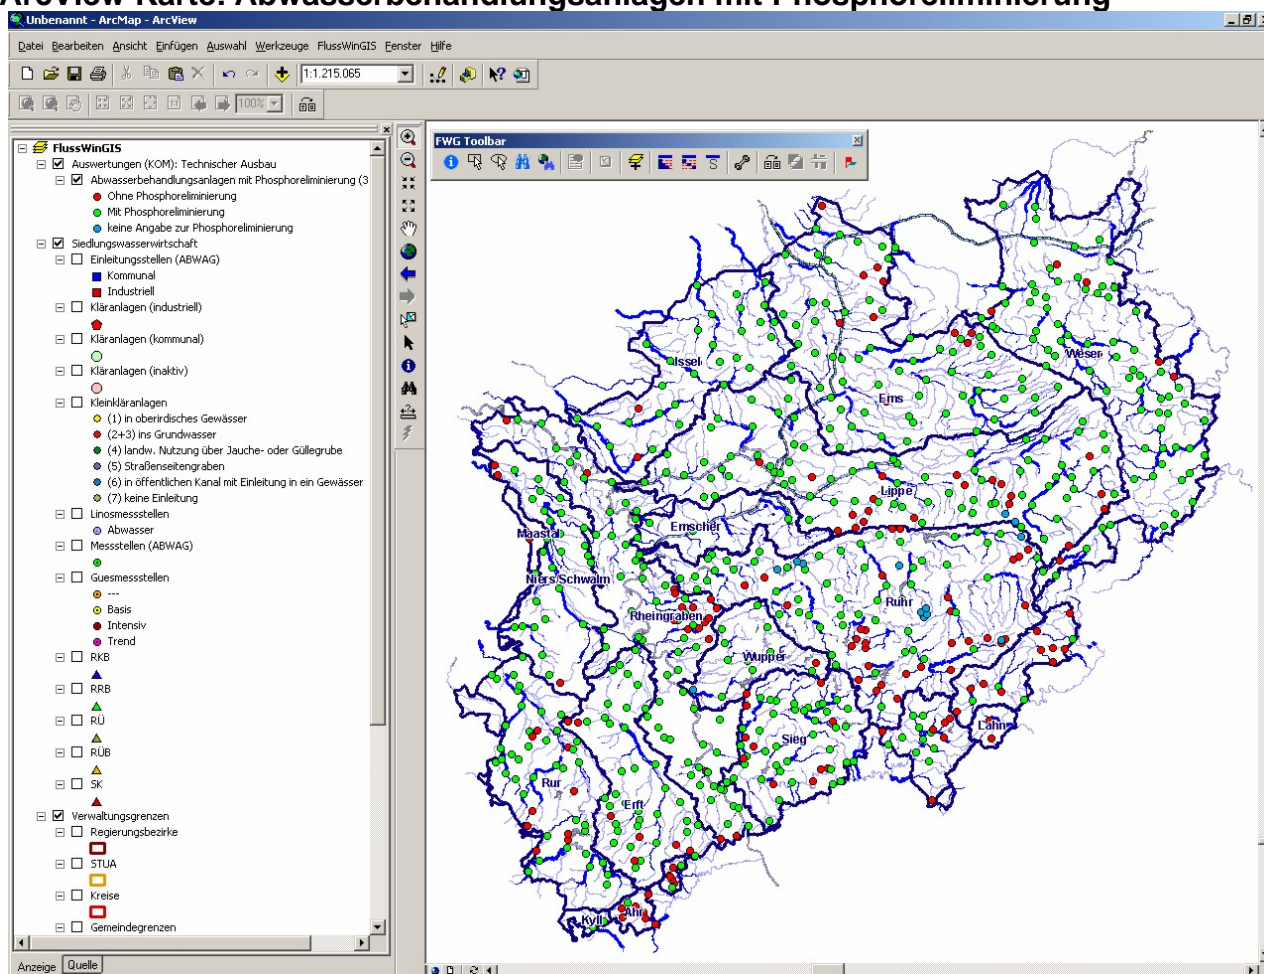 ArcView-Karte: Abwasserbehandlungsanlagen mit Phosphoreliminierung
Unbenannt - ArcMap - ArcView
Datei Bearbeiten Ansicht Einfügen Auswahl Werkzeuge FlussWinGIS Fenster Hilfe
1:1.215.065
100%
FlussWinGIS
Auswertungen (KOM): Technischer Ausbau
Abwasserbehandlungsanlagen mit Phosphoreliminierung (3
Ohne Phosphoreliminierung
Mit Phosphoreliminierung
keine Angabe zur Phosphoreliminierung
Siedlungswasserwirtschaft
Einleitungsstellen (ABWAG)
Kommunal
Industriell
Kläranlagen (industriell)
Kläranlagen (kommunal)
Kläranlagen (inaktiv)
Kleinkläranlagen
(1) in oberirdisches Gewässer
(2+3) ins Grundwasser
(4) landw. Nutzung über Jauche- oder Güllegrube
(5) Straßenseitengraben
(6) in öffentlichen Kanal mit Einleitung in ein Gewässer
(7) keine Einleitung
Linosmessstellen
Abwasser
Messstellen (ABWAG)
Guesmessstellen
---
Basis
Intensiv
Trend
RKB
RRB
RÜ
RÜB
SK
Verwaltungsgrenzen
Regierungsbezirke
STUA
Kreise
Gemeindegrenzen
Anzeige Quelle
FWG Toolbar
Weser
Issel
Ems
Lippe
Emscher
Maastal
Niers/Schwalm
Ruhr
Rheingraben
Wupper
Lahn
Sieg
Rur
Erft
Ahr
Kyll